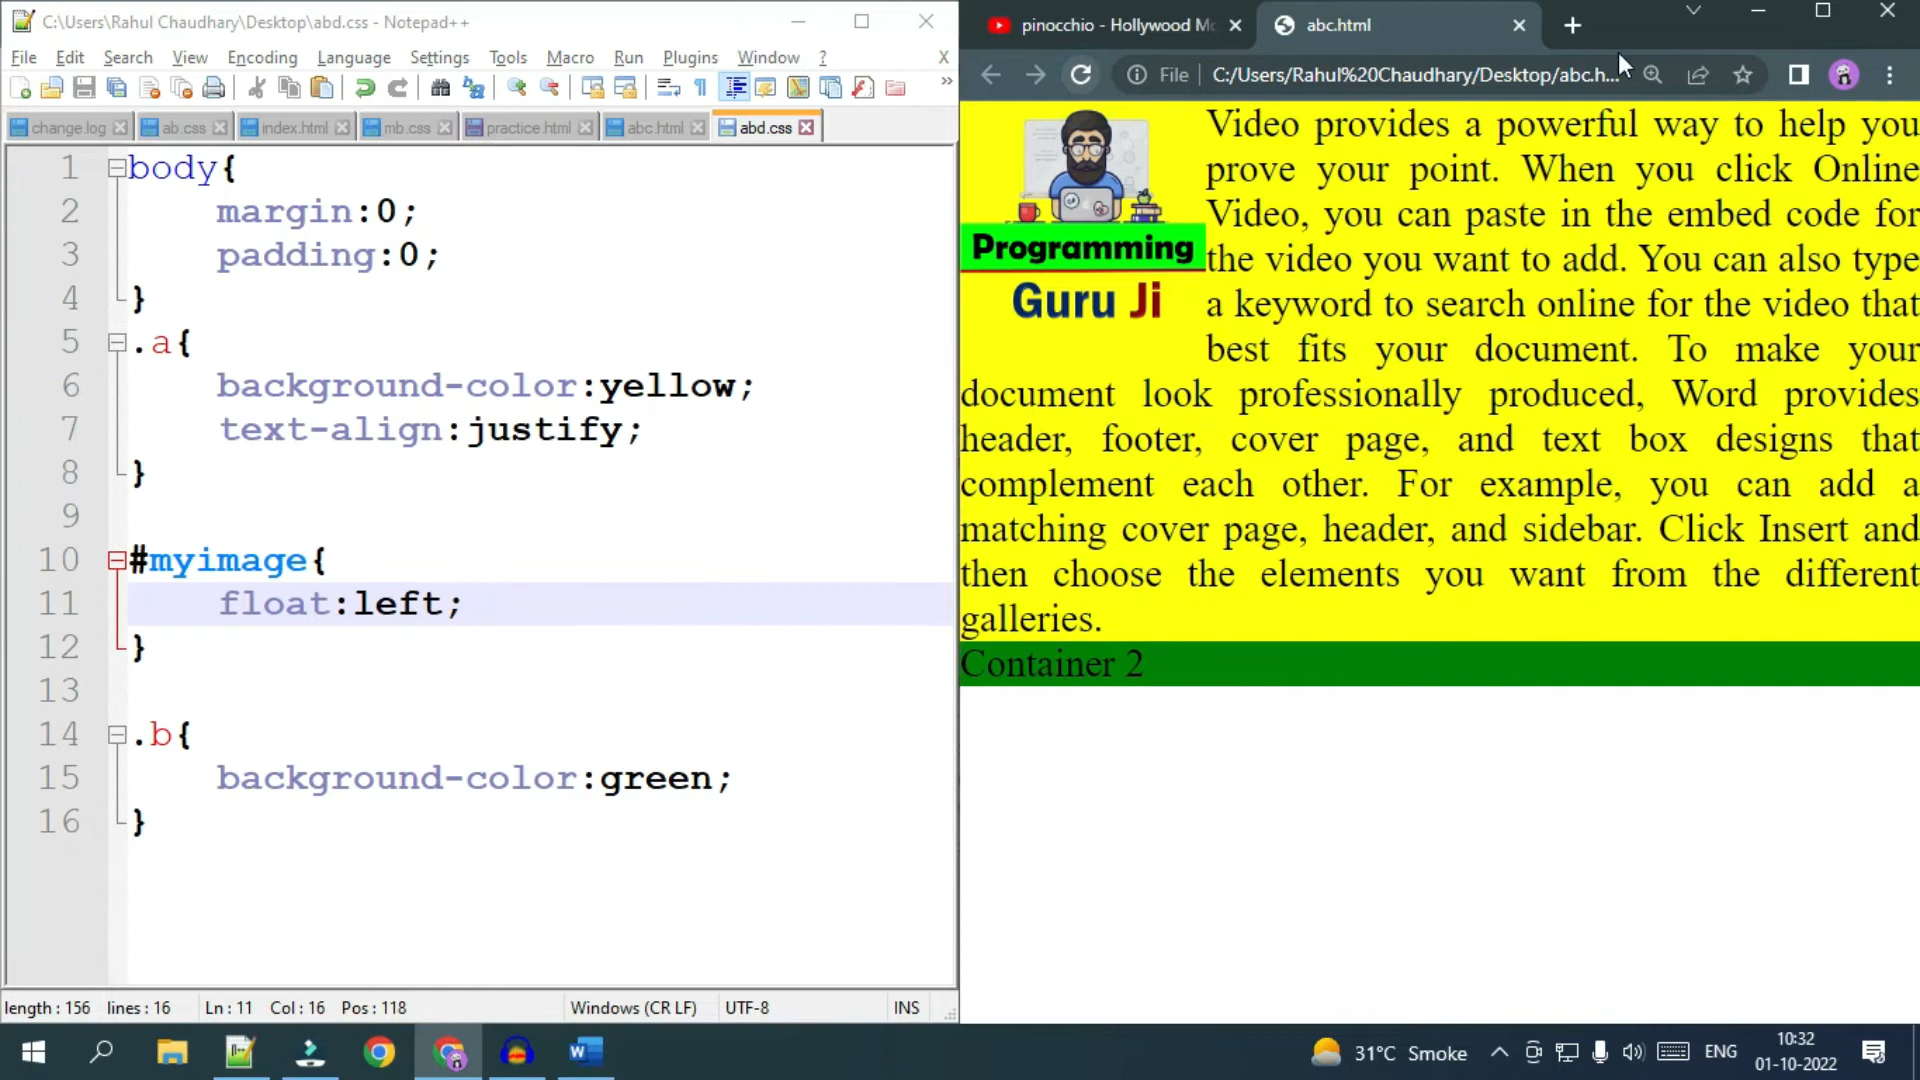 C:\Users\Rahul Chaudhary\Desktop\abd.css - Notepad++
File Edit Search View Encoding Language Settings Tools Macro Run Plugins Window ? X
change.log ab.css index.html mb.css practice.html abc.html abd.css
1 body{
2 margin:0;
3 padding:0;
4 }
5 .a{
6 background-color:yellow;
7 text-align:justify;
8 }
9
10 #myimage{
11 float:left;
12 }
13
14 .b{
15 background-color:green;
16 }
length : 156 lines : 16 Ln : 11 Col : 16 Pos : 118 Windows (CR LF) UTF-8 INS
pinocchio - Hollywood Mo abc.html
File C:/Users/Rahul%20Chaudhary/Desktop/abc.h...
Programming
Guru Ji
Video provides a powerful way to help you
prove your point. When you click Online
Video, you can paste in the embed code for
the video you want to add. You can also type
a keyword to search online for the video that
best fits your document. To make your
document look professionally produced, Word provides
header, footer, cover page, and text box designs that
complement each other. For example, you can add a
matching cover page, header, and sidebar. Click Insert and
then choose the elements you want from the different
galleries.
Container 2
31°C Smoke ENG 10:32
01-10-2022